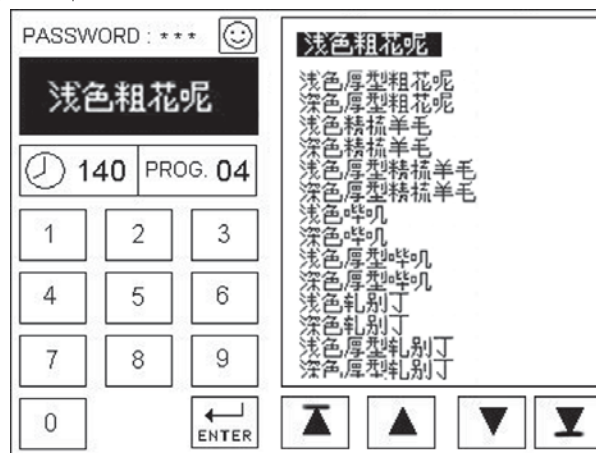 PASSWORD : * * *
浅色粗花呢
140 PROG. 04
1 2 3
4 5 6
7 8 9
0 ENTER
浅色粗花呢
浅色厚型粗花呢
深色厚型粗花呢
浅色精梳羊毛
深色精梳羊毛
浅色厚型精梳羊毛
深色厚型精梳羊毛
浅色哔叽
深色哔叽
浅色厚型哔叽
深色厚型哔叽
浅色轧别丁
深色轧别丁
浅色厚型轧别丁
深色厚型轧别丁